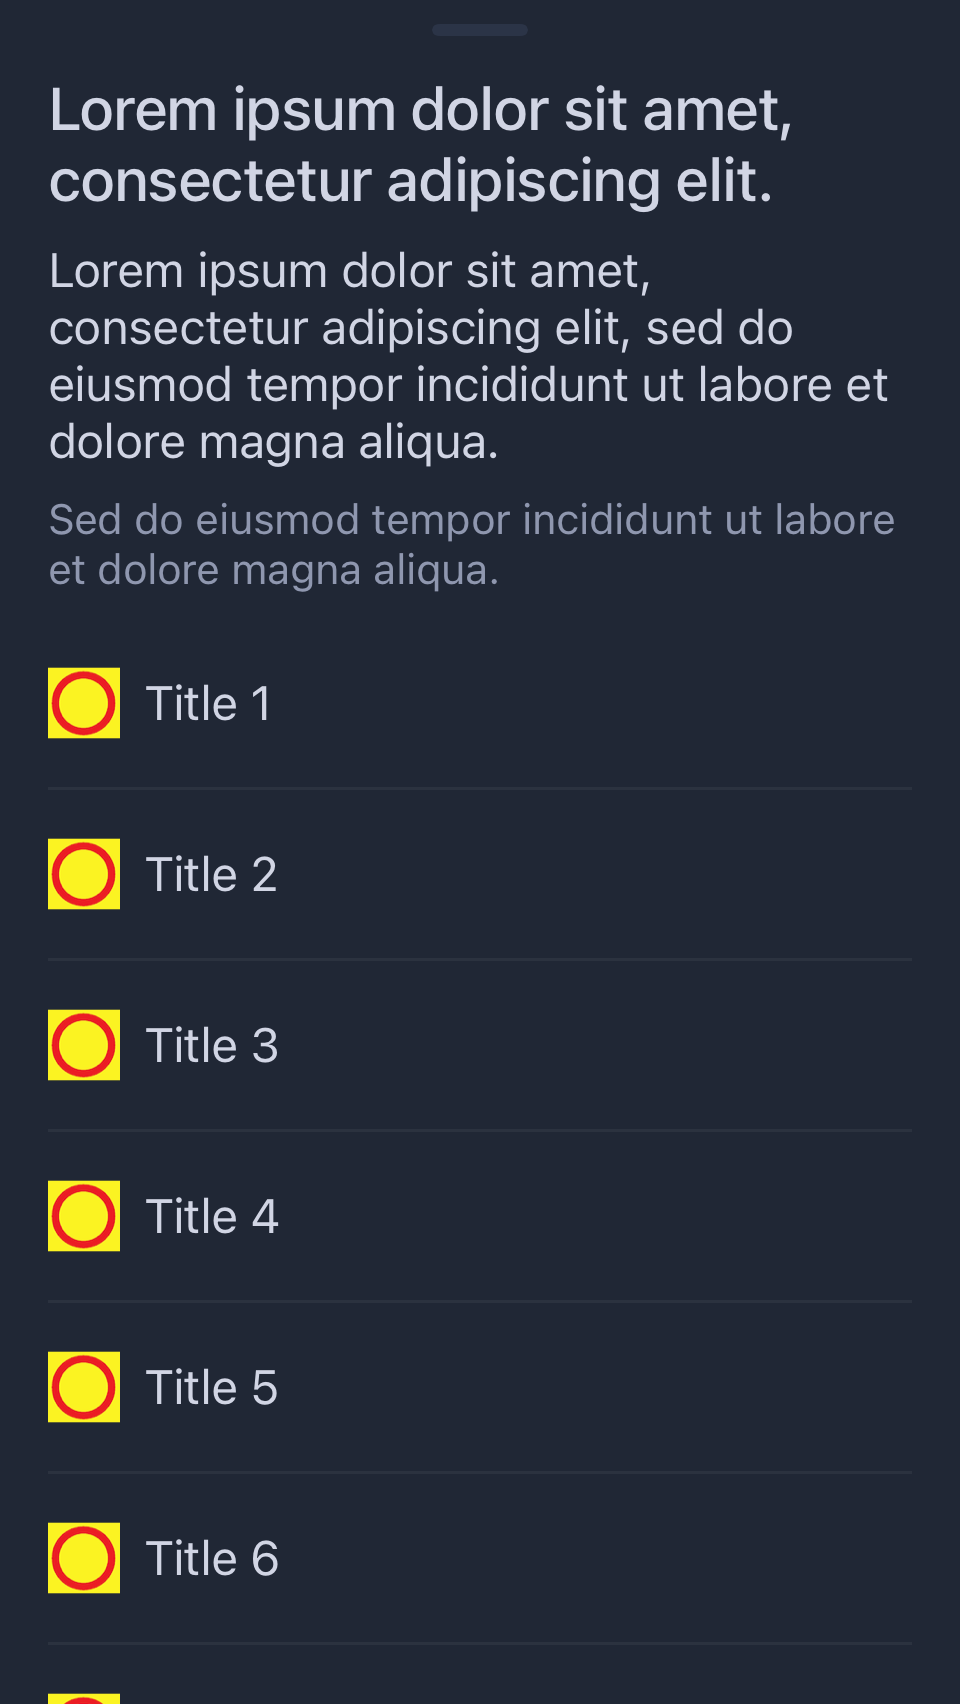 Lorem ipsum dolor sit amet,
consectetur adipiscing elit.
Lorem ipsum dolor sit amet,
consectetur adipiscing elit, sed do
eiusmod tempor incididunt ut labore et
dolore magna aliqua.
Sed do eiusmod tempor incididunt ut labore
et dolore magna aliqua.
Title 1
Title 2
Title 3
Title 4
Title 5
Title 6